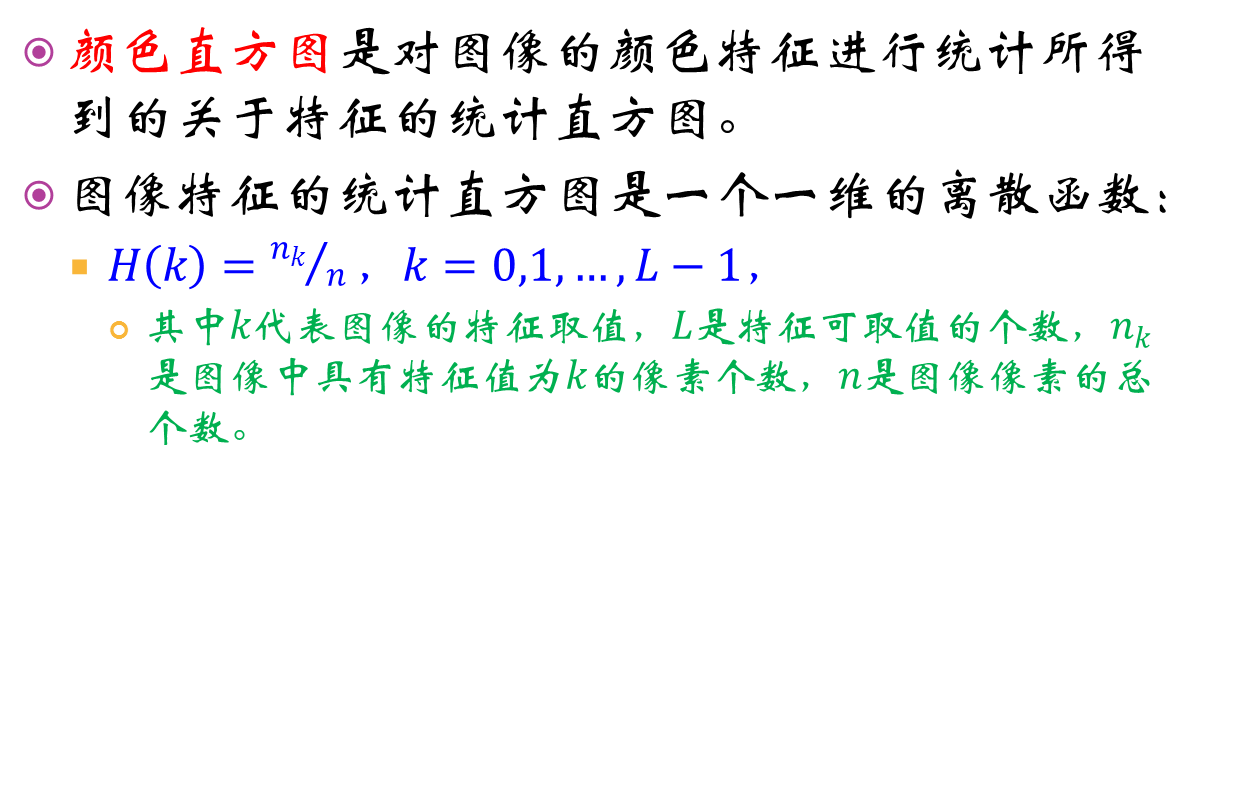 颜色直方图是对图像的颜色特征进行统计所得
到的关于特征的统计直方图。
图像特征的统计直方图是一个一维的离散函数：
H(k) = nk/n，k = 0,1, … , L − 1，
其中k代表图像的特征取值，L是特征可取值的个数，nk
是图像中具有特征值为k的像素个数，n是图像像素的总
个数。